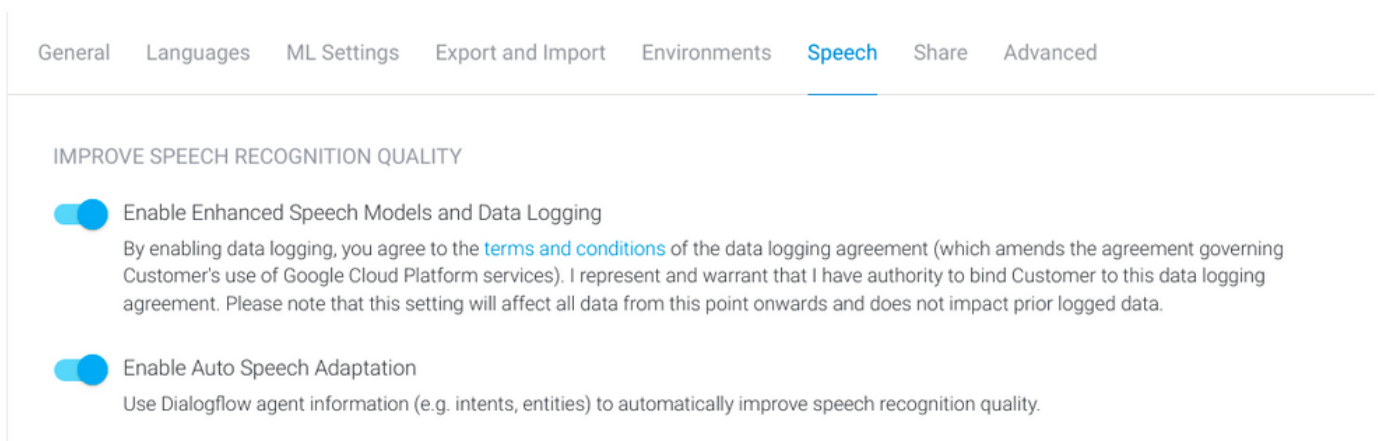 General Languages ML Settings Export and Import Environments Speech Share Advanced
IMPROVE SPEECH RECOGNITION QUALITY
Enable Enhanced Speech Models and Data Logging
By enabling data logging, you agree to the terms and conditions of the data logging agreement (which amends the agreement governing
Customer's use of Google Cloud Platform services). I represent and warrant that I have authority to bind Customer to this data logging
agreement. Please note that this setting will affect all data from this point onwards and does not impact prior logged data.
Enable Auto Speech Adaptation
Use Dialogflow agent information (e.g. intents, entities) to automatically improve speech recognition quality.